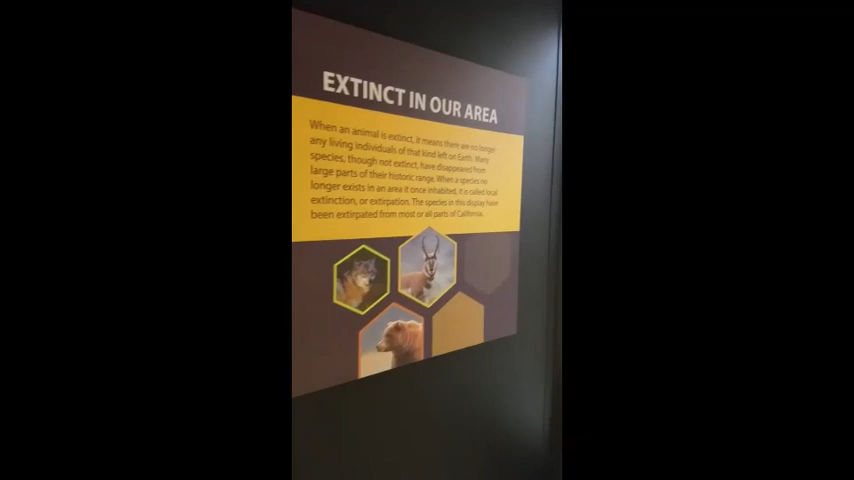 EXTINCT IN OUR AREA
When an animal is extinct, it means there are no longer
any living individuals of that kind left on Earth. Many
species, though not extinct, have disappeared from
large parts of their historic range. When a species no
longer exists in an area it once inhabited, it is called local
extinction, or extirpation. The species in this display have
been extirpated from most or all parts of California.